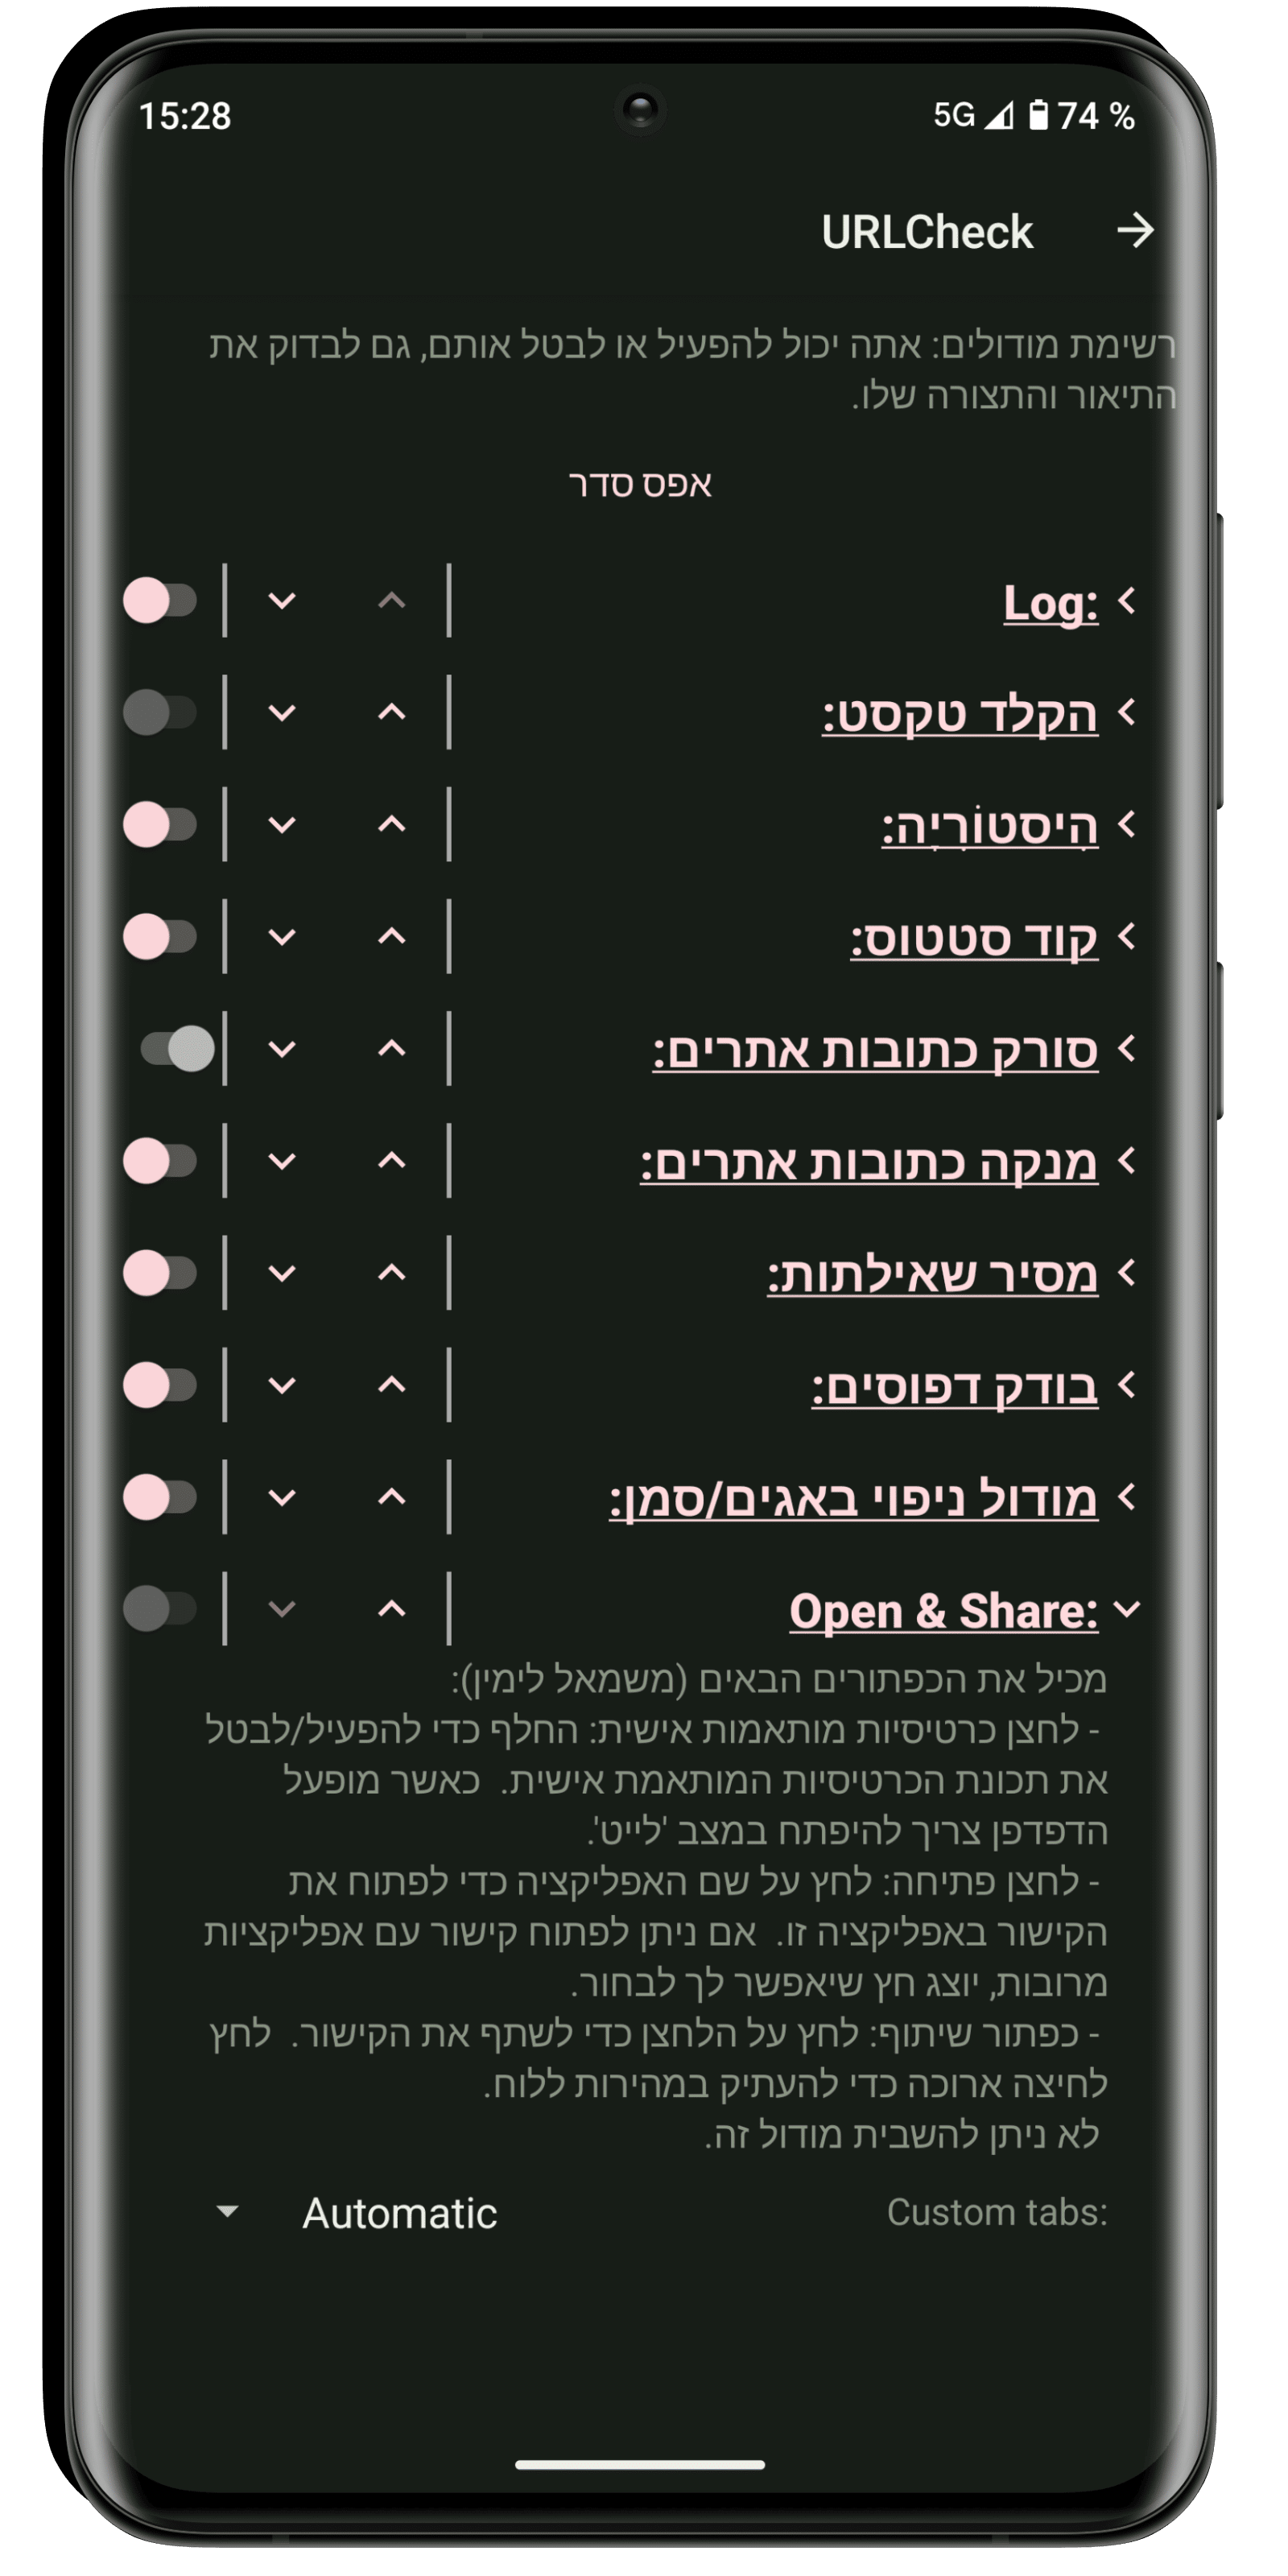 15:28 5G 74 %
URLCheck
רשימת מודולים: אתה יכול להפעיל או לבטל אותם, גם לבדוק את
התיאור והתצורה שלו.
אפס סדר
Log:
הקלד טקסט:
הִיסטוֹרִיָה:
קוד סטטוס:
סורק כתובות אתרים:
מנקה כתובות אתרים:
מסיר שאילתות:
בודק דפוסים:
מודול ניפוי באגים/סמן:
Open & Share:
מכיל את הכפתורים הבאים (משמאל לימין):
- לחצן כרטיסיות מותאמות אישית: החלף כדי להפעיל/לבטל
את תכונת הכרטיסיות המותאמת אישית. כאשר מופעל
הדפדפן צריך להיפתח במצב 'לייט'.
- לחצן פתיחה: לחץ על שם האפליקציה כדי לפתוח את
הקישור באפליקציה זו. אם ניתן לפתוח קישור עם אפליקציות
מרובות, יוצג חץ שיאפשר לך לבחור.
- כפתור שיתוף: לחץ על הלחצן כדי לשתף את הקישור. לחץ
לחיצה ארוכה כדי להעתיק במהירות ללוח.
לא ניתן להשבית מודול זה.
Custom tabs: Automatic